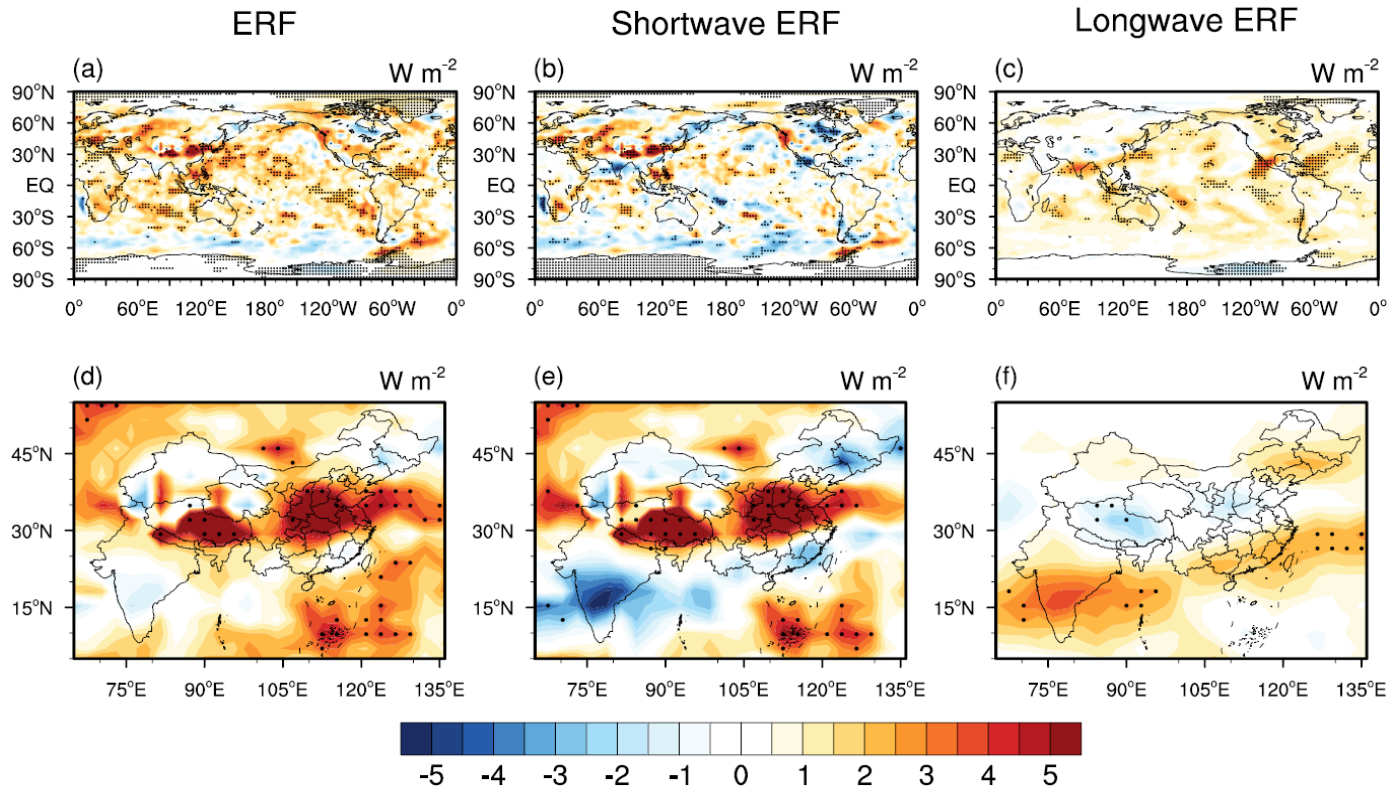 ERF Shortwave ERF Longwave ERF
(a) W m-2 (b) W m-2 (c) W m-2
90°N 90°N 90°N
60°N 60°N 60°N
30°N 30°N 30°N
EQ EQ EQ
30°S 30°S 30°S
60°S 60°S 60°S
90°S 90°S 90°S
0° 60°E 120°E 180° 120°W 60°W 0° 0° 60°E 120°E 180° 120°W 60°W 0° 0° 60°E 120°E 180° 120°W 60°W 0°
(d) W m-2 (e) W m-2 (f) W m-2
45°N 45°N 45°N
30°N 30°N 30°N
15°N 15°N 15°N
75°E 90°E 105°E 120°E 135°E 75°E 90°E 105°E 120°E 135°E 75°E 90°E 105°E 120°E 135°E
-5 -4 -3 -2 -1 0 1 2 3 4 5